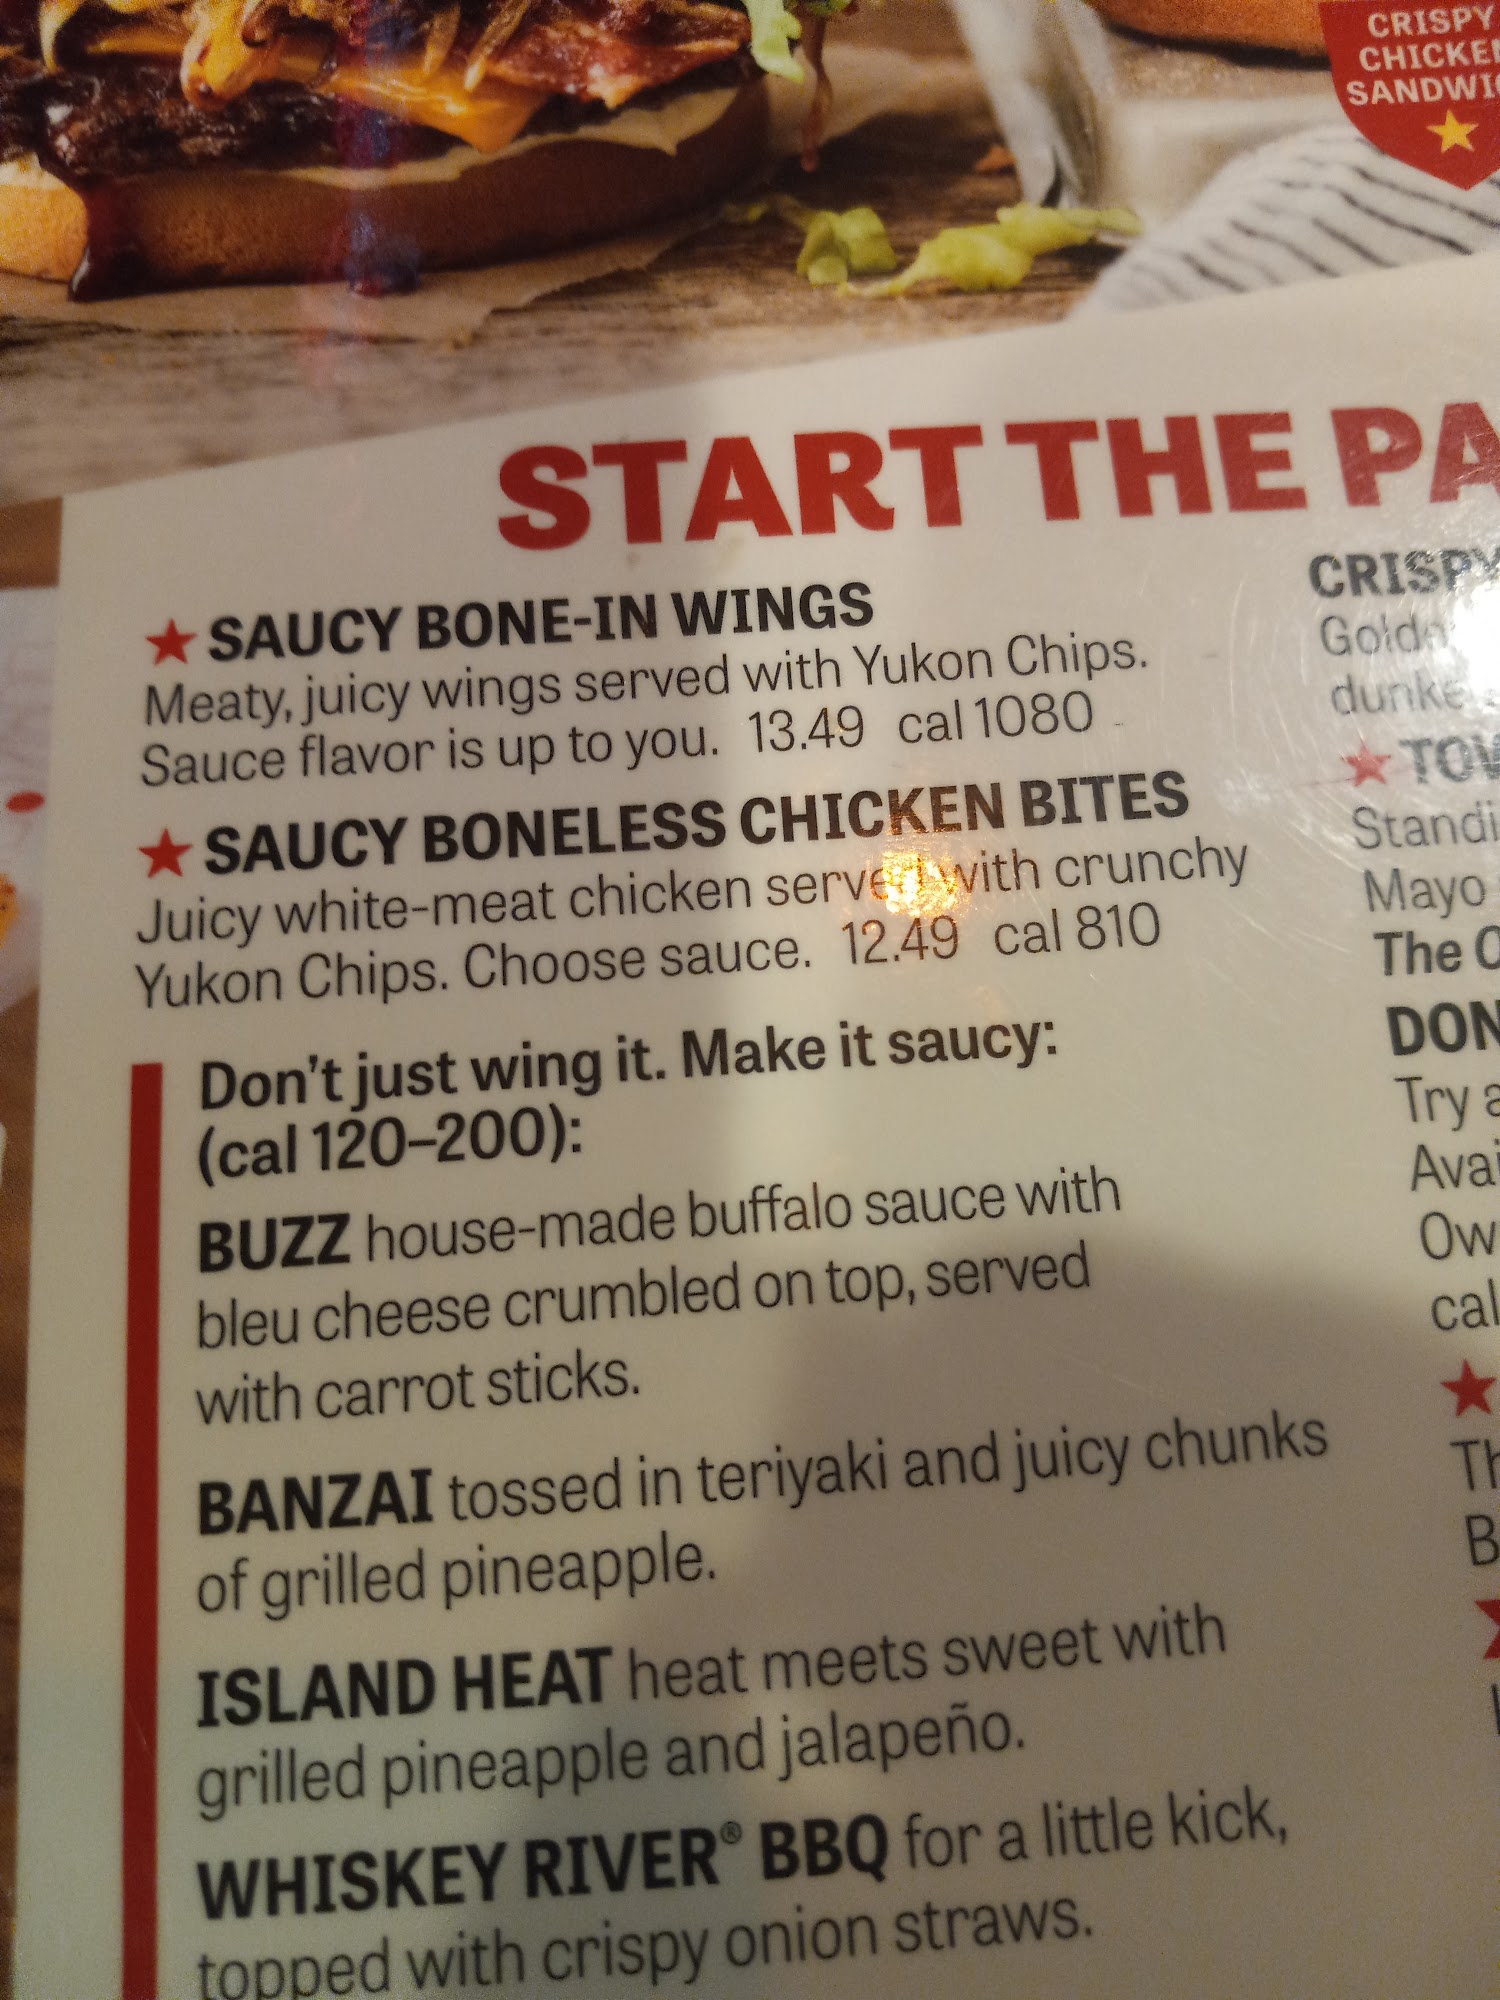 CRISPY
START THE
★ SAUCY BONE-IN WINGS
Meaty, juicy wings served with Yukon Chips.
Sauce flavor is up to you. 13.49 cal 1080
★ SAUCY BONELESS CHICKEN BITES
Juicy white-meat chicken served with crunchy
Yukon Chips. Choose sauce. 12.49 cal 810
Don't just wing it. Make it saucy:
(cal 120–200):
BUZZ house-made buffalo sauce with
bleu cheese crumbled on top, served
with carrot sticks.
BANZAI tossed in teriyaki and juicy chunks
of grilled pineapple.
ISLAND HEAT heat meets sweet with
grilled pineapple and jalapeño.
WHISKEY RIVER® BBQ for a little kick,
topped with crispy onion straws.
CRISPY
★
Mayo
The
Try
cal
★